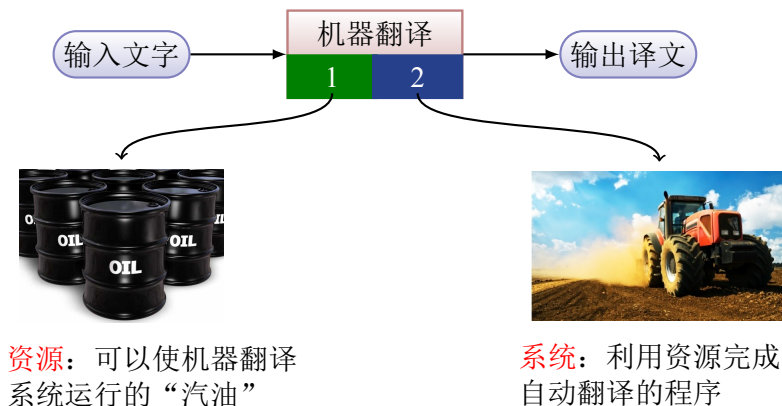 输入文字
机器翻译
输出译文
1
2
OIL
OIL
OIL
资源：可以使机器翻译
系统运行的“汽油”
系统：利用资源完成
自动翻译的程序